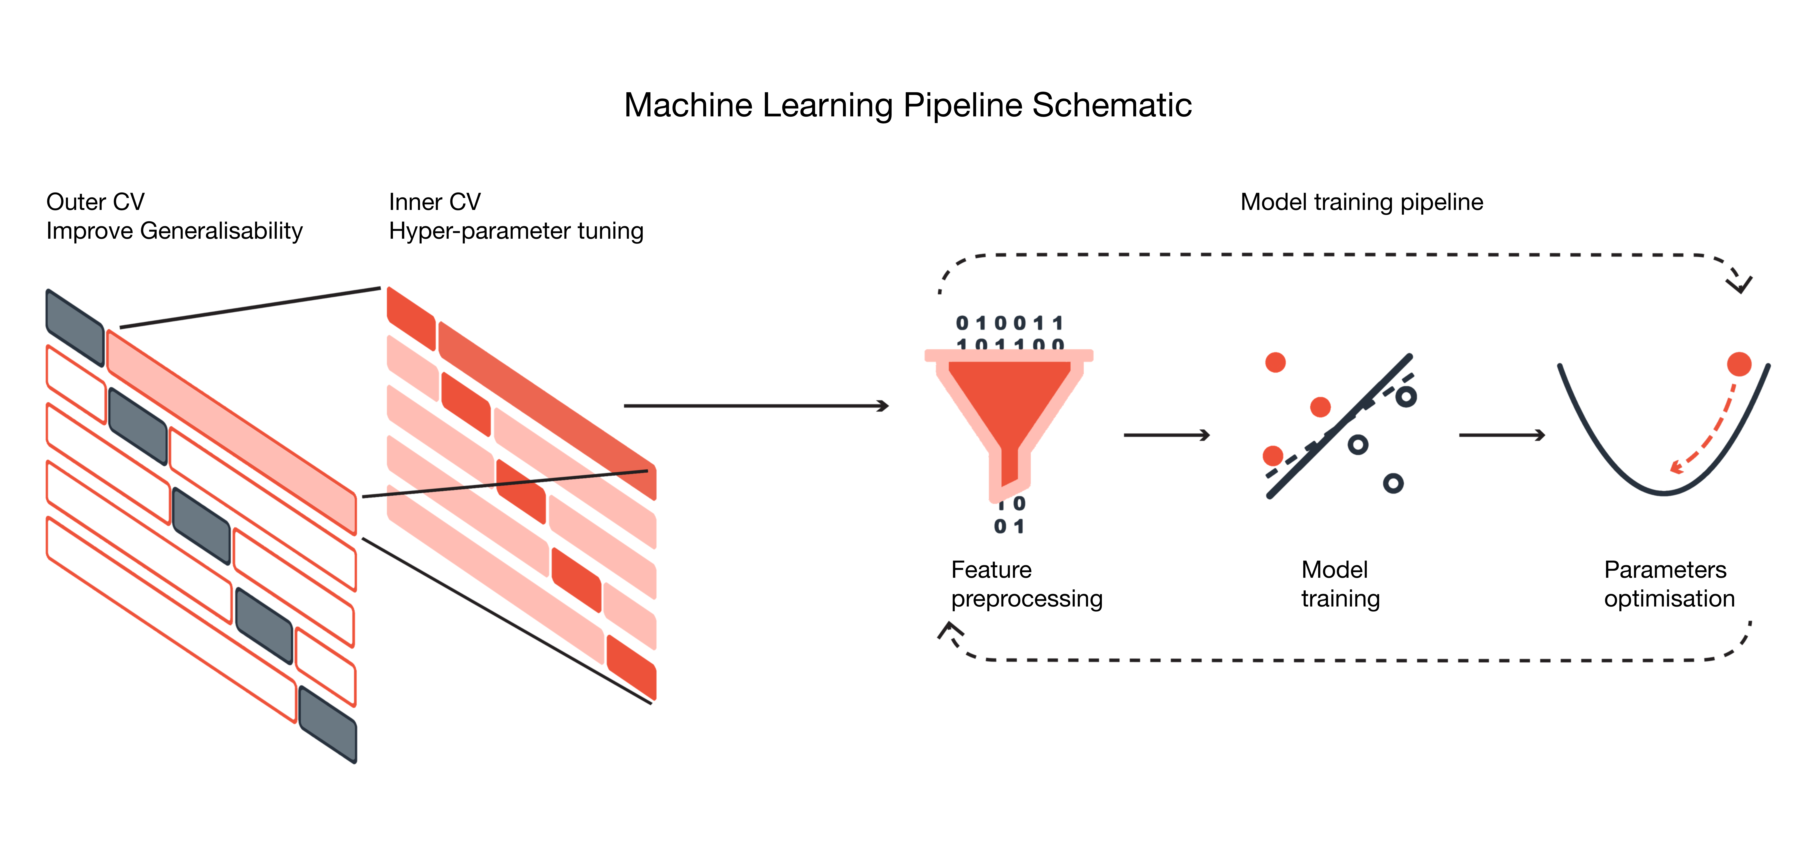 Machine Learning Pipeline Schematic
Outer CV
Improve Generalisability
Inner CV
Hyper-parameter tuning
Model training pipeline
0 1 0 0 1 1
1 0 1 1 0 0
1 0
0 1
Feature
preprocessing
Model
training
Parameters
optimisation